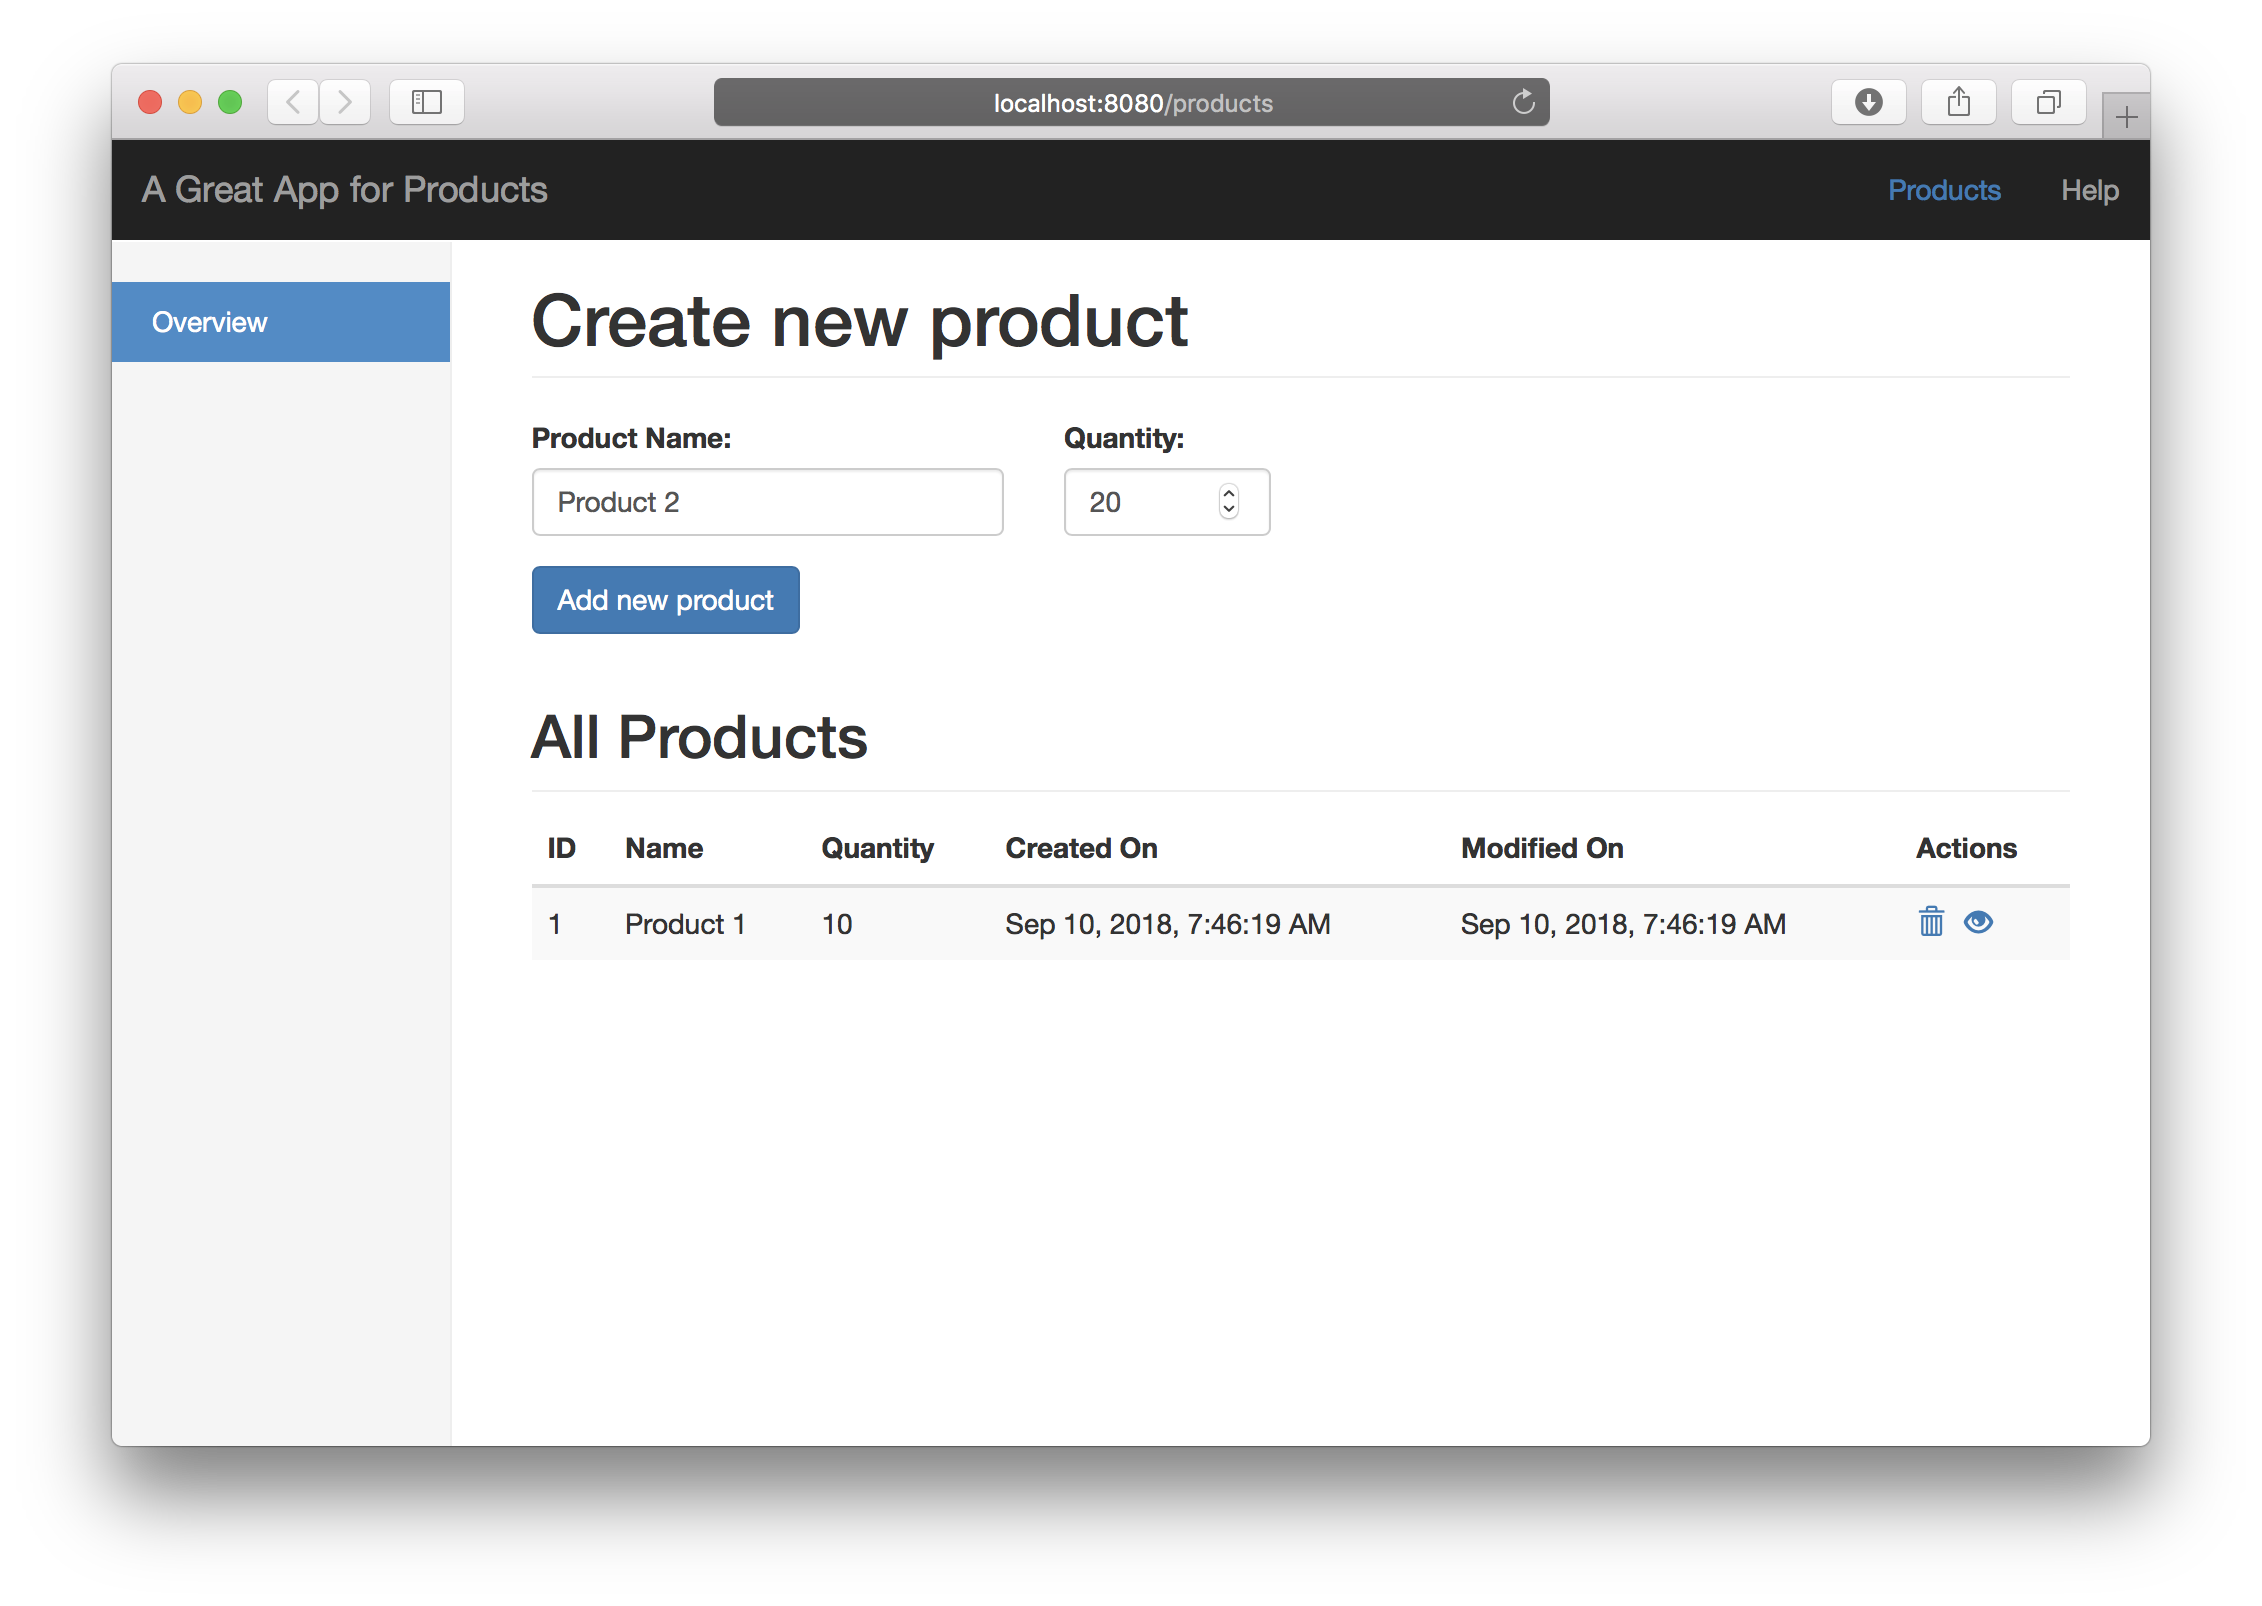 localhost:8080/products
A Great App for Products
Products
Help
Overview
Create new product
Product Name:
Quantity:
Product 2
20
Add new product
All Products
ID Name Quantity Created On Modified On Actions
1 Product 1 10 Sep 10, 2018, 7:46:19 AM Sep 10, 2018, 7:46:19 AM